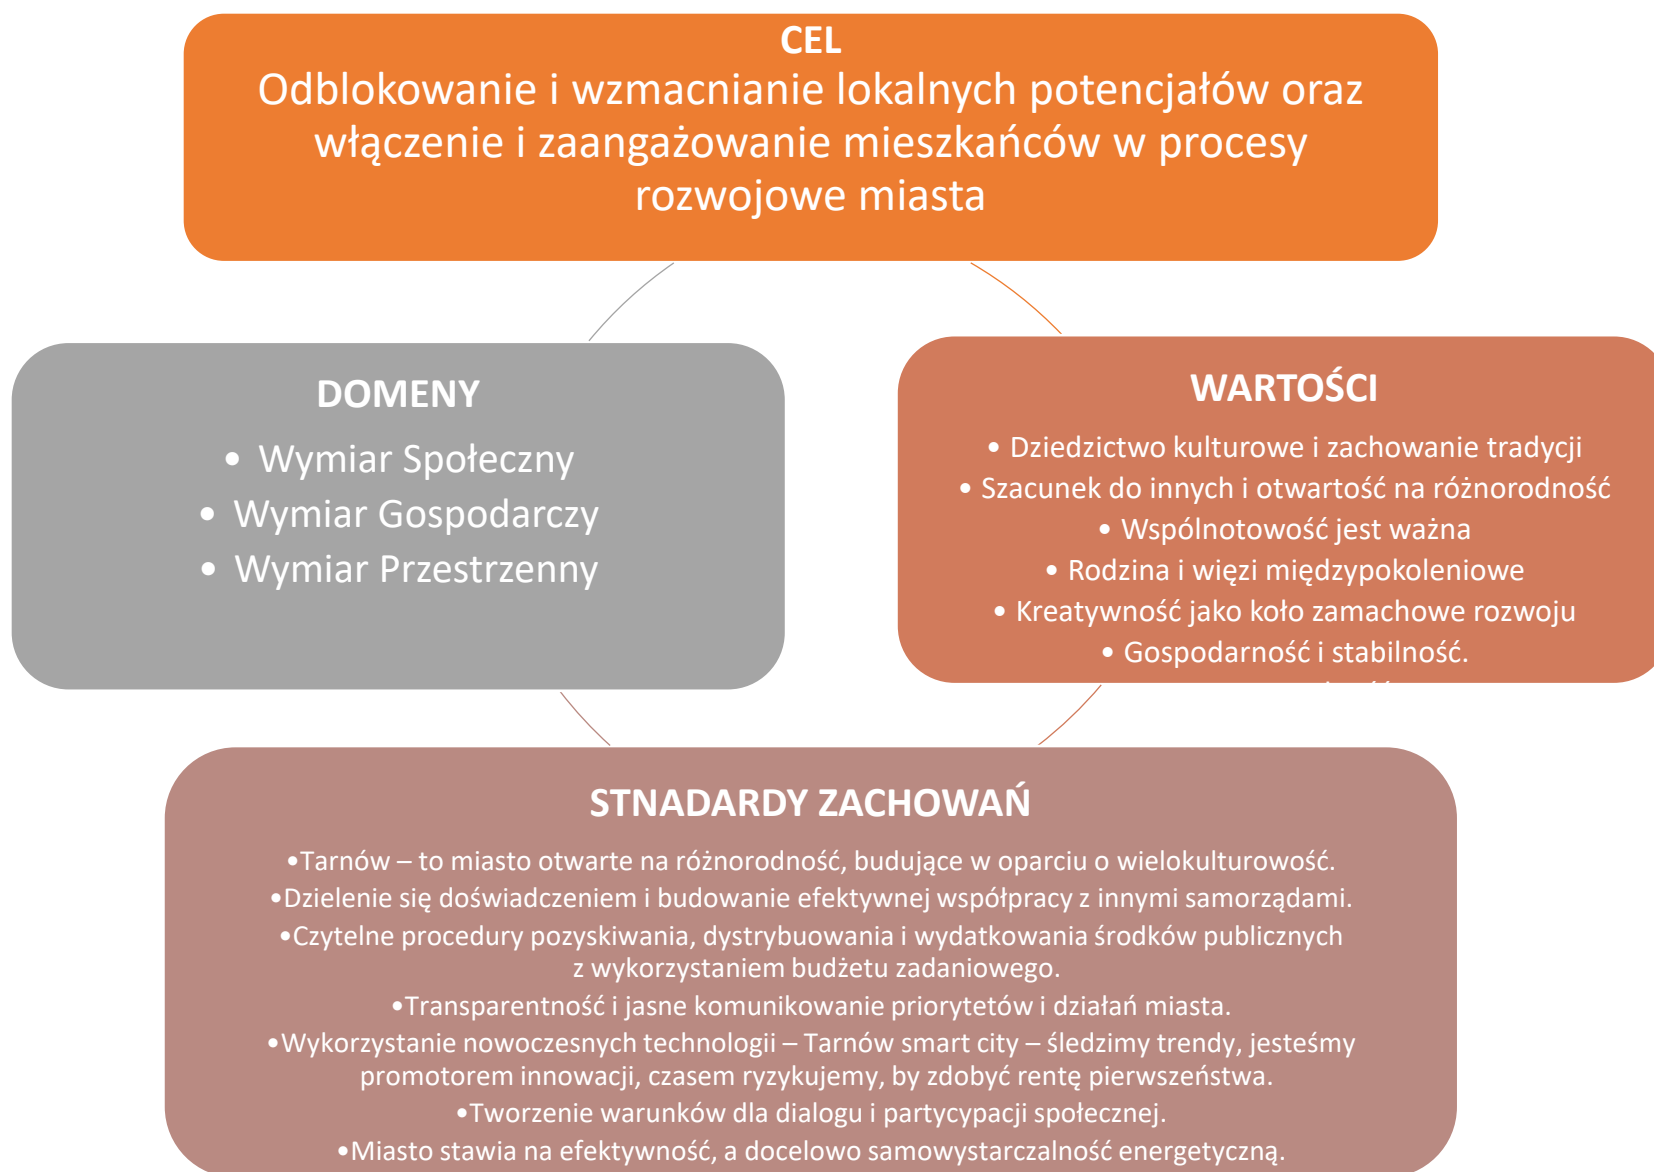 CEL
Odblokowanie i wzmacnianie lokalnych potencjałów oraz
włączenie i zaangażowanie mieszkańców w procesy
rozwojowe miasta
DOMENY
• Wymiar Społeczny
• Wymiar Gospodarczy
• Wymiar Przestrzenny
WARTOŚCI
• Dziedzictwo kulturowe i zachowanie tradycji
• Szacunek do innych i otwartość na różnorodność
• Wspólnotowość jest ważna
• Rodzina i więzi międzypokoleniowe
• Kreatywność jako koło zamachowe rozwoju
• Gospodarność i stabilność.
STNADARDY ZACHOWAŃ
•Tarnów – to miasto otwarte na różnorodność, budujące w oparciu o wielokulturowość.
•Dzielenie się doświadczeniem i budowanie efektywnej współpracy z innymi samorządami.
•Czytelne procedury pozyskiwania, dystrybuowania i wydatkowania środków publicznych
z wykorzystaniem budżetu zadaniowego.
•Transparentność i jasne komunikowanie priorytetów i działań miasta.
•Wykorzystanie nowoczesnych technologii – Tarnów smart city – śledzimy trendy, jesteśmy
promotorem innowacji, czasem ryzykujemy, by zdobyć rentę pierwszeństwa.
•Tworzenie warunków dla dialogu i partycypacji społecznej.
•Miasto stawia na efektywność, a docelowo samowystarczalność energetyczną.